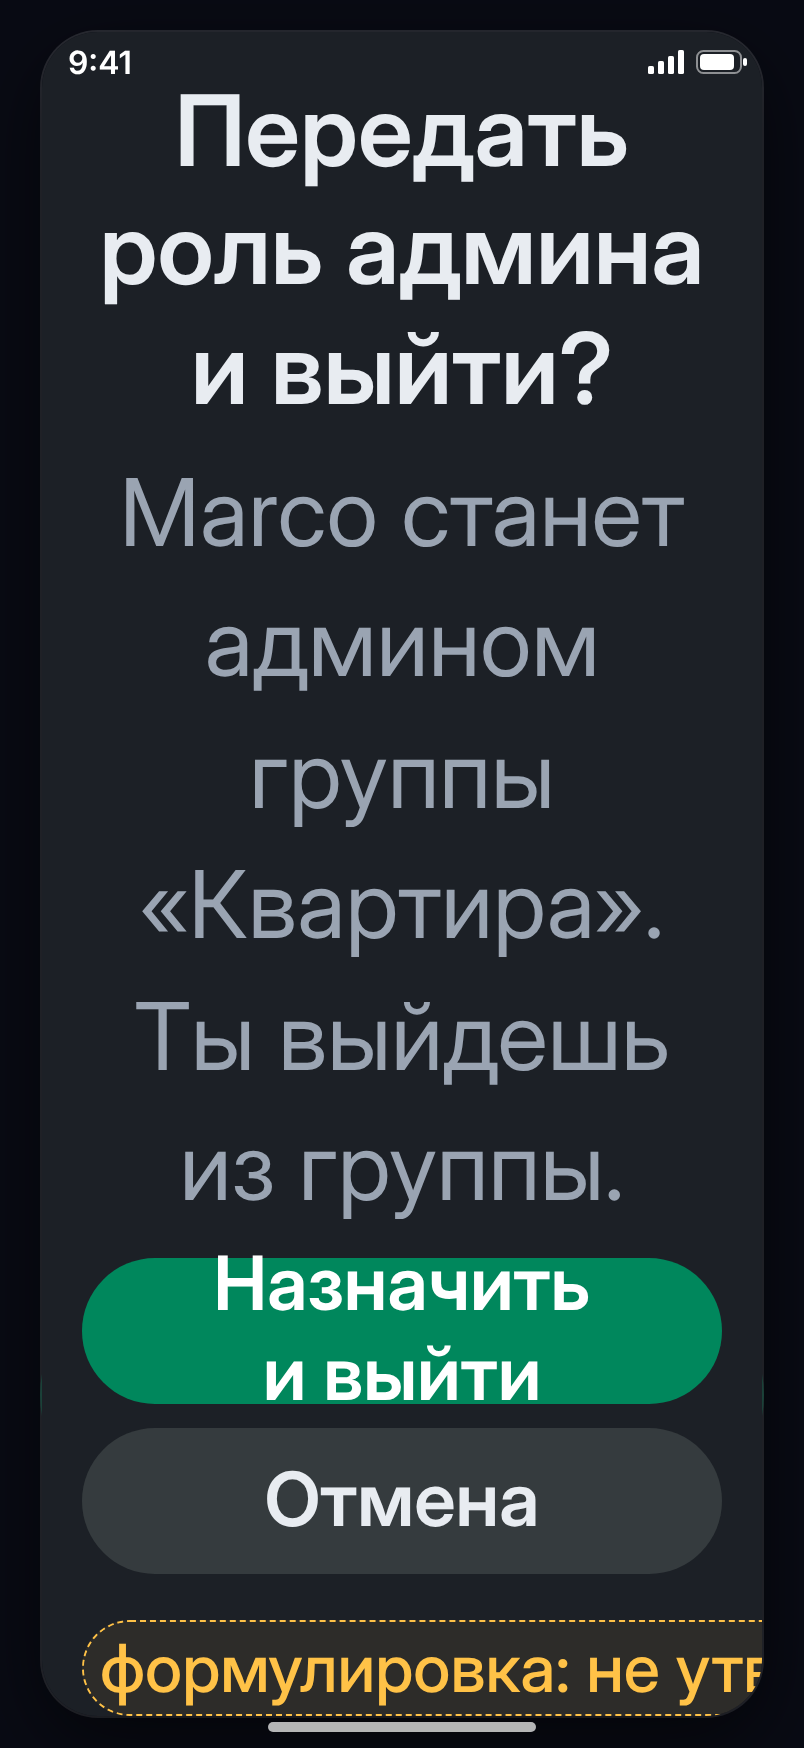 9:41
Передать
роль админа
и выйти?
Marco станет
админом
группы
«Квартира».
Ты выйдешь
из группы.
Назначить
и выйти
Отмена
формулировка: не